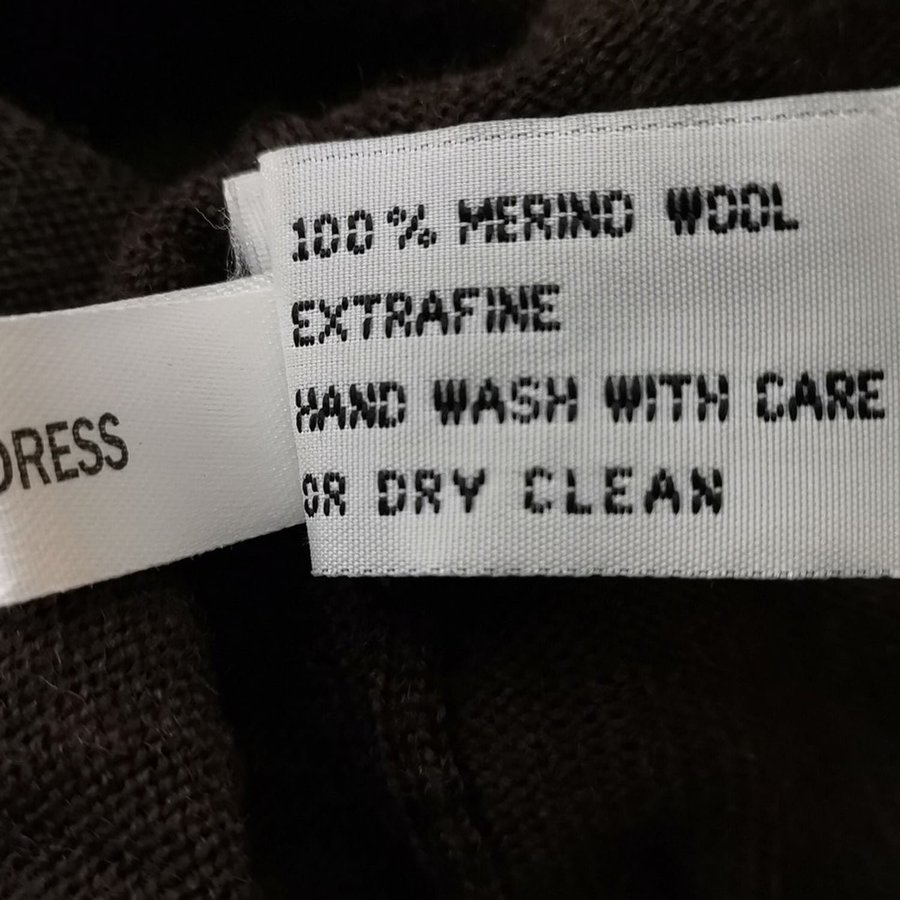 100% MERINO WOOL
EXTRAFINE
HAND WASH WITH CARE
OR DRY CLEAN
DRESS